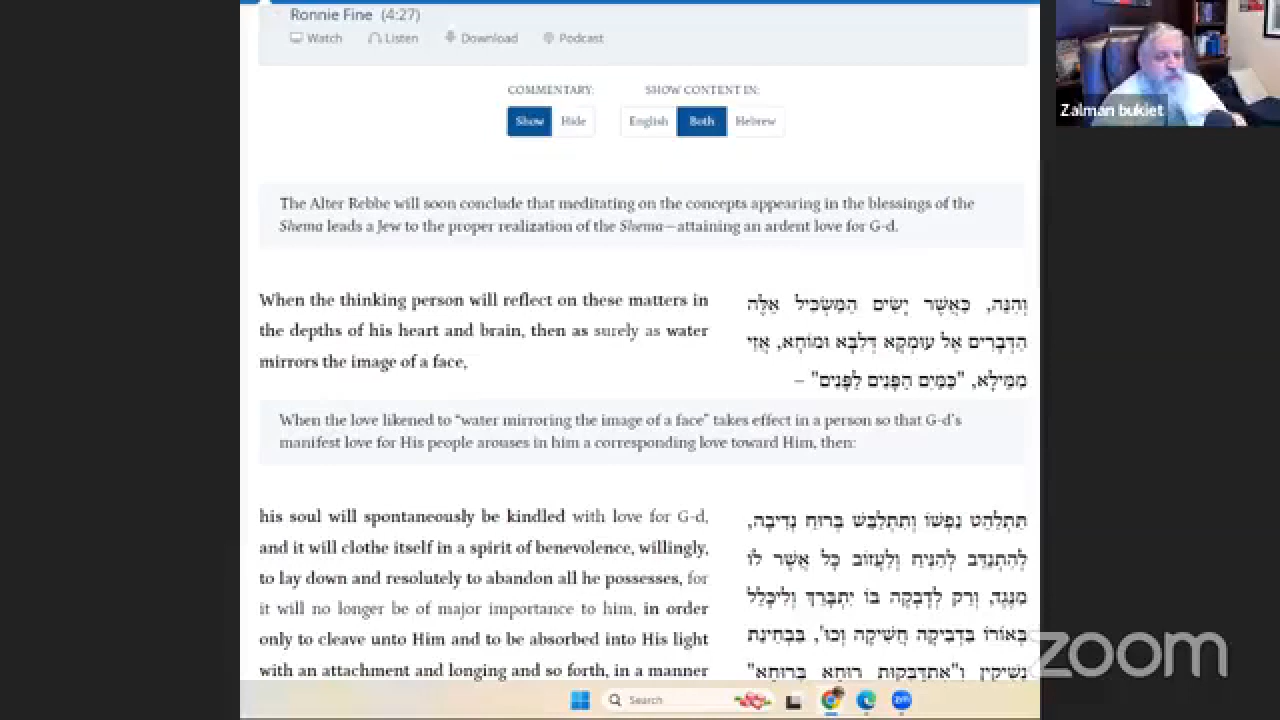 Ronnie Fine (4:27)
Watch Listen Download Podcast
COMMENTARY: SHOW CONTENT IN:
Show Hide English Both Hebrew
The Alter Rebbe will soon conclude that meditating on the concepts appearing in the blessings of the
Shema leads a Jew to the proper realization of the Shema—attaining an ardent love for G-d.
When the thinking person will reflect on these matters in
the depths of his heart and brain, then as surely as water
mirrors the image of a face,
וְהִנֵּה, כַּאֲשֶׁר יָשִׂים הַמַּשְׂכִּיל אֵלֶּה
הַדְּבָרִים אֶל עוּמְקָא דְּלִבָּא וּמוֹחָא, אֲזַי
מִמֵּילָא, "כַּמַּיִם הַפָּנִים לַפָּנִים" –
When the love likened to “water mirroring the image of a face” takes effect in a person so that G-d’s
manifest love for His people arouses in him a corresponding love toward Him, then:
his soul will spontaneously be kindled with love for G-d,
and it will clothe itself in a spirit of benevolence, willingly,
to lay down and resolutely to abandon all he possesses, for
it will no longer be of major importance to him, in order
only to cleave unto Him and to be absorbed into His light
with an attachment and longing and so forth, in a manner
תִּתְלַהֵט נַפְשׁוֹ וְתִתְלַבֵּשׁ בְּרוּחַ נְדִיבָה,
לְהִתְנַדֵּב לְהַנִּיחַ וְלַעֲזוֹב כָּל אֲשֶׁר לוֹ
מִנֶּגֶד, וְרַק לְדָבְקָה בּוֹ יִתְבָּרֵךְ וְלִיכָּלֵל
בְּאוֹרוֹ בִּדְבִיקָה חֲשִׁיקָה וְכוּ', בִּבְחִינַת
נְשִׁיקִין וְ"אִתְדַּבְּקוּת רוּחָא בְּרוּחָא"
Zalman bukiet
zoom
Search
zm